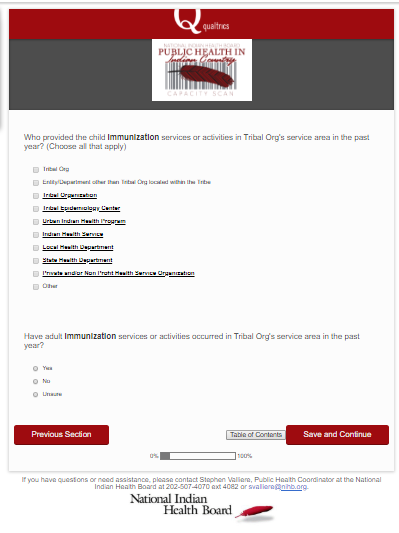 Q qualtrics
NATIONAL INDIAN HEALTH BOARD
PUBLIC HEALTH IN
Indian Country
CAPACITY SCAN
Who provided the child Immunization services or activities in Tribal Org's service area in the past
year? (Choose all that apply)
Tribal Org
Entity/Department other than Tribal Org located within the Tribe
Tribal Organization
Tribal Epidemiology Center
Urban Indian Health Program
Indian Health Service
Local Health Department
State Health Department
Private and/or Non Profit Health Service Organization
Other
Have adult Immunization services or activities occurred in Tribal Org's service area in the past
year?
Yes
No
Unsure
Previous Section Table of Contents Save and Continue
0% 100%
If you have questions or need assistance, please contact Stephen Valliere, Public Health Coordinator at the National
Indian Health Board at 202-507-4070 ext 4082 or svalliere@nihb.org.
National Indian
Health Board